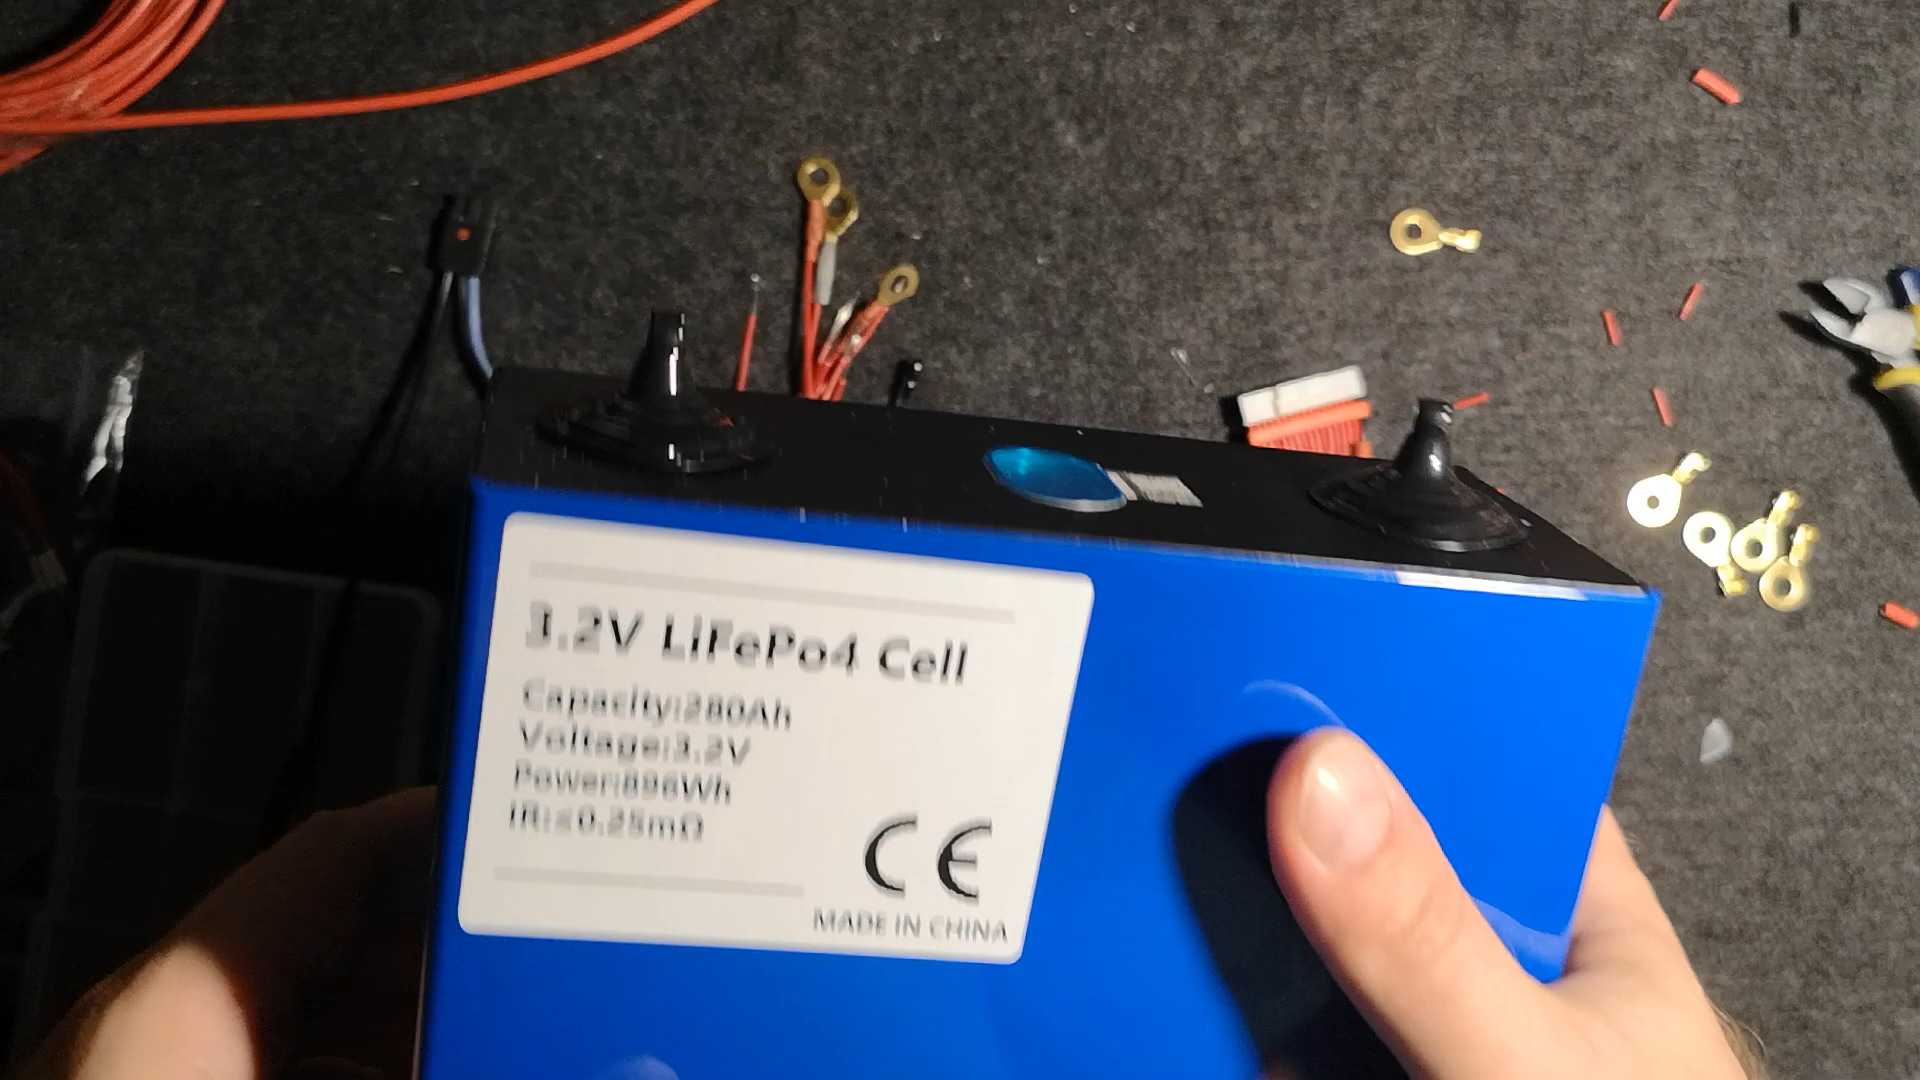 3.2V LiFePo4 Cell
Capacity:280Ah
Voltage:3.2V
Power:896Wh
IR:≤0.25mΩ
CE
MADE IN CHINA